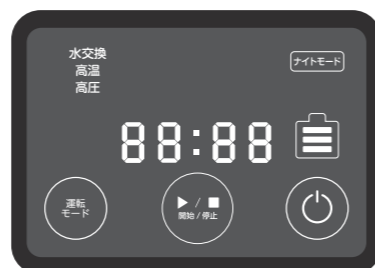 水交換
高温
高圧
ナイトモード
88:88
運転
モード
▶ / ■
開始 / 停止